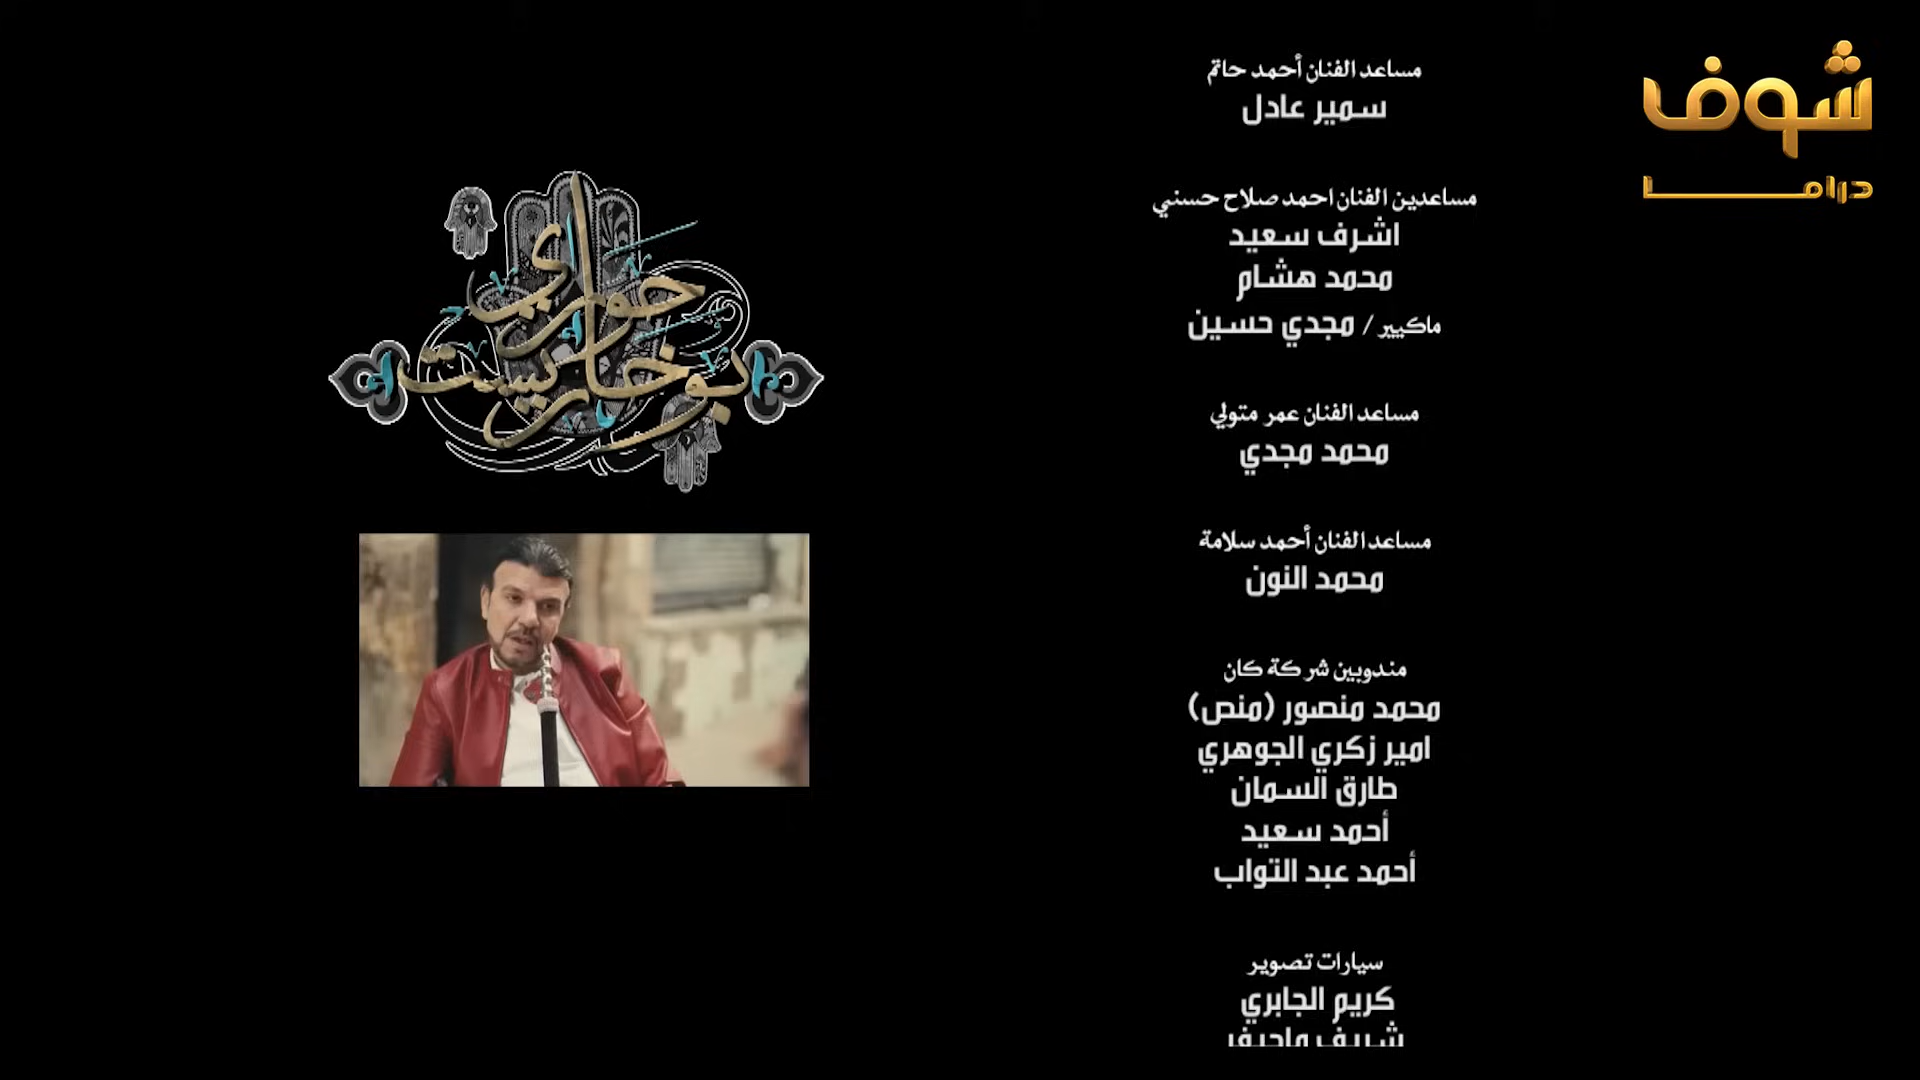 شوف
دراما
حواري
بوخارست
مساعد الفنان أحمد حاتم
سمير عادل
مساعدين الفنان احمد صلاح حسني
اشرف سعيد
محمد هشام
ماكيير / مجدي حسين
مساعد الفنان عمر متولي
محمد مجدي
مساعد الفنان أحمد سلامة
محمد النون
مندوبين شركة كان
محمد منصور (منص)
امير زكري الجوهري
طارق السمان
أحمد سعيد
أحمد عبد التواب
سيارات تصوير
كريم الجابري
شريف